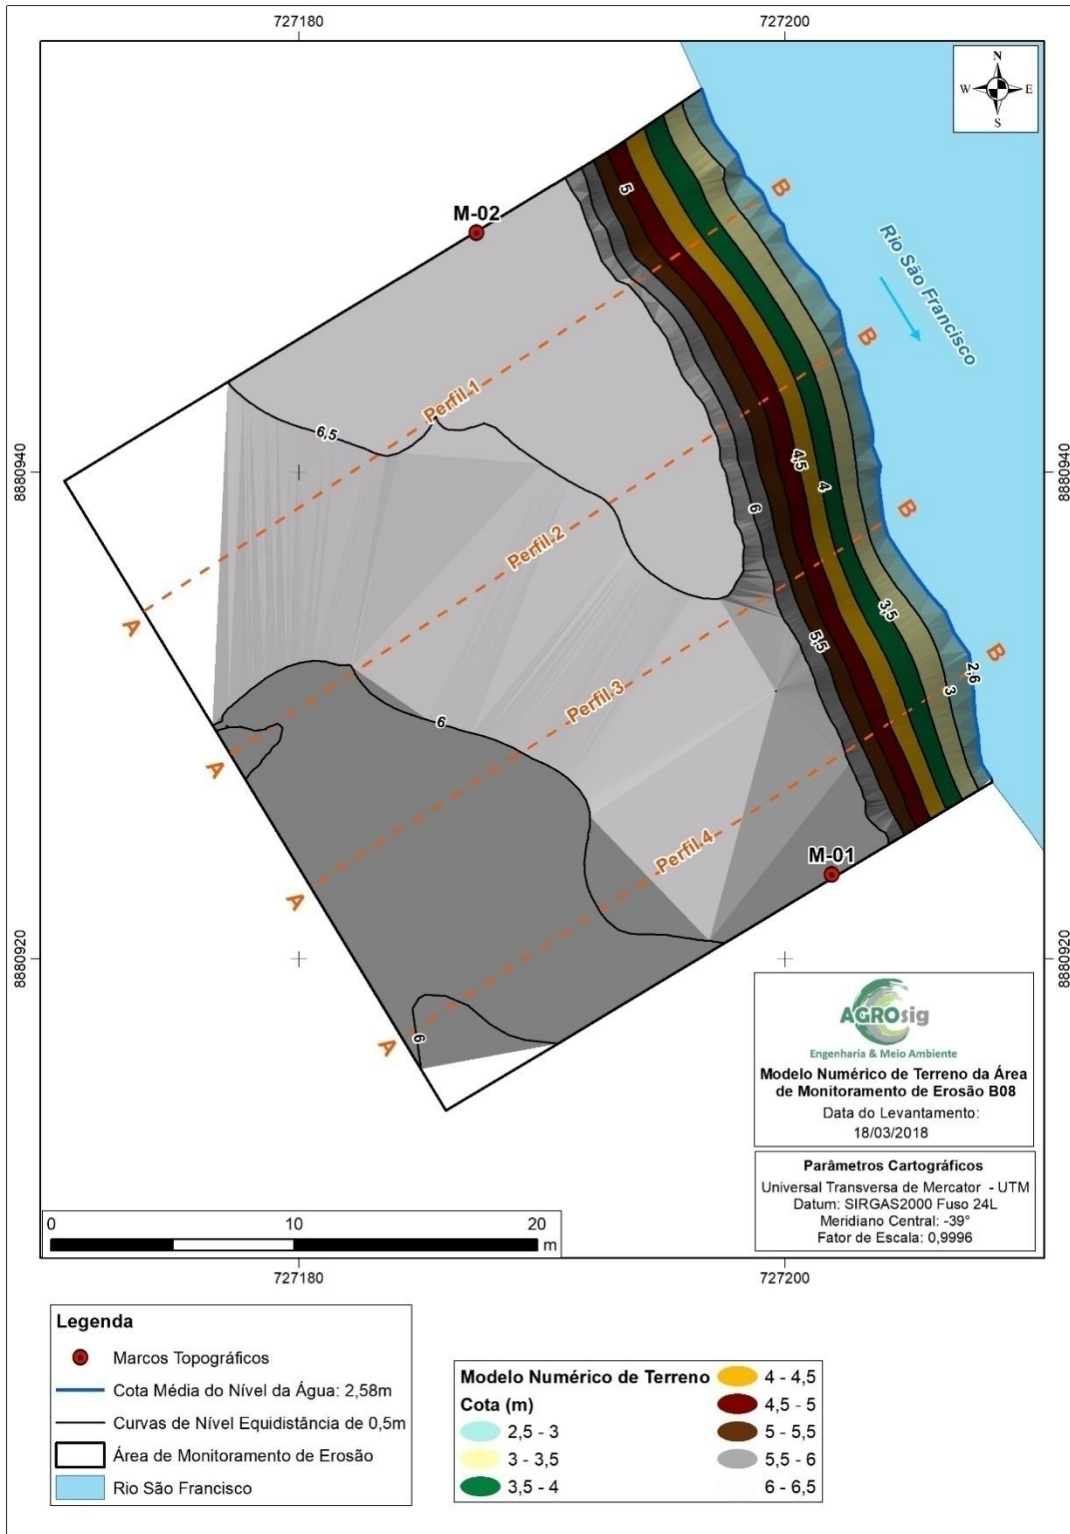 727180
727200
N
W
E
S
M-02
B
5
Rio São Francisco
B
Perfil 1
6,5
8880940
8880940
4,5
4
B
6
Perfil 2
A
3,5
5,5
B
2,6
3
Perfil 3
6
A
Perfil 4
M-01
A
8880920
8880920
6
A
AGROsig
Engenharia & Meio Ambiente
Modelo Numérico de Terreno da Área
de Monitoramento de Erosão B08
Data do Levantamento:
18/03/2018
Parâmetros Cartográficos
Universal Transversa de Mercator - UTM
Datum: SIRGAS2000 Fuso 24L
Meridiano Central: -39°
Fator de Escala: 0,9996
0
10
20
m
727180
727200
Legenda
Marcos Topográficos
Cota Média do Nível da Água: 2,58m
Curvas de Nível Equidistância de 0,5m
Área de Monitoramento de Erosão
Rio São Francisco
Modelo Numérico de Terreno
Cota (m)
2,5 - 3
3 - 3,5
3,5 - 4
4 - 4,5
4,5 - 5
5 - 5,5
5,5 - 6
6 - 6,5